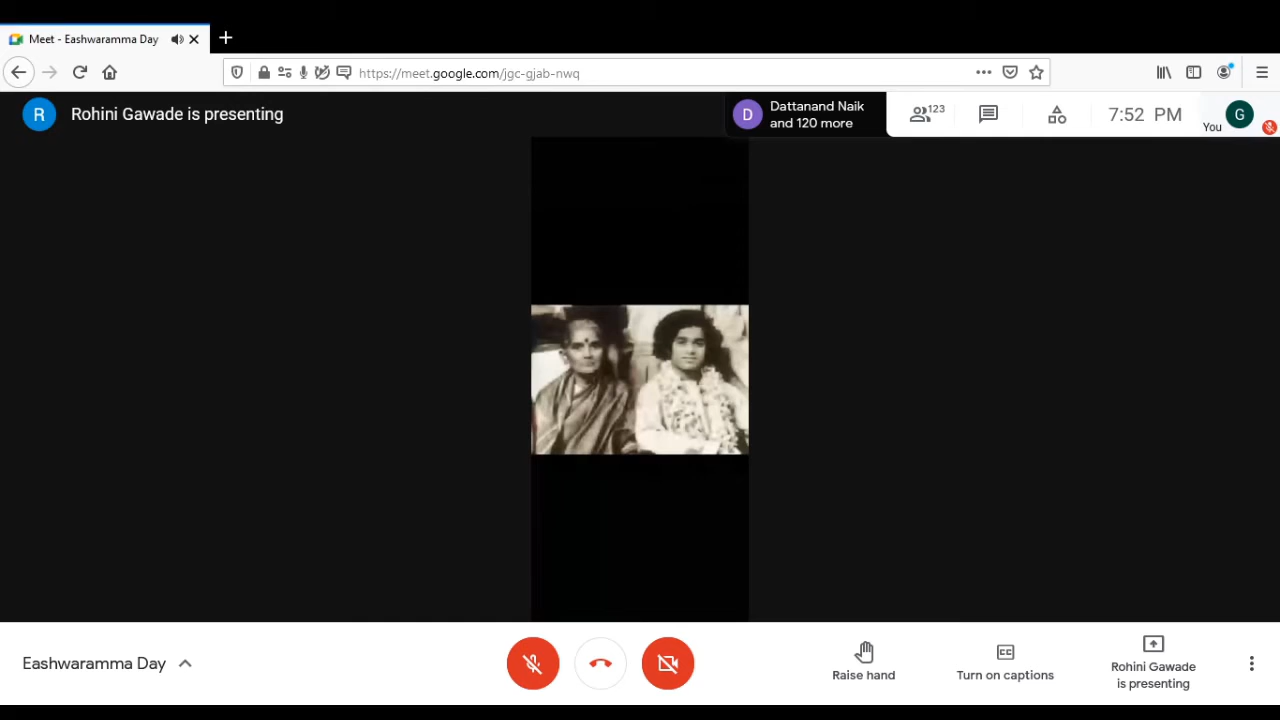 Meet - Eashwaramma Day
https://meet.google.com/jgc-gjab-nwq
R Rohini Gawade is presenting
D Dattanand Naik
and 120 more
123
7:52 PM
You G
Eashwaramma Day
Raise hand
CC
Turn on captions
Rohini Gawade
is presenting